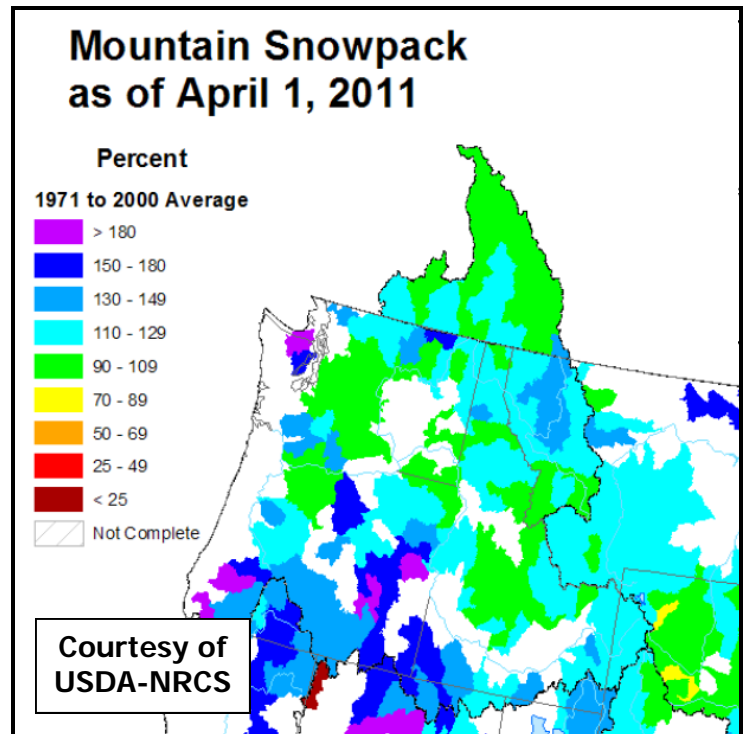 Mountain Snowpack
as of April 1, 2011
Percent
1971 to 2000 Average
> 180
150 - 180
130 - 149
110 - 129
90 - 109
70 - 89
50 - 69
25 - 49
< 25
Not Complete
Courtesy of
USDA-NRCS